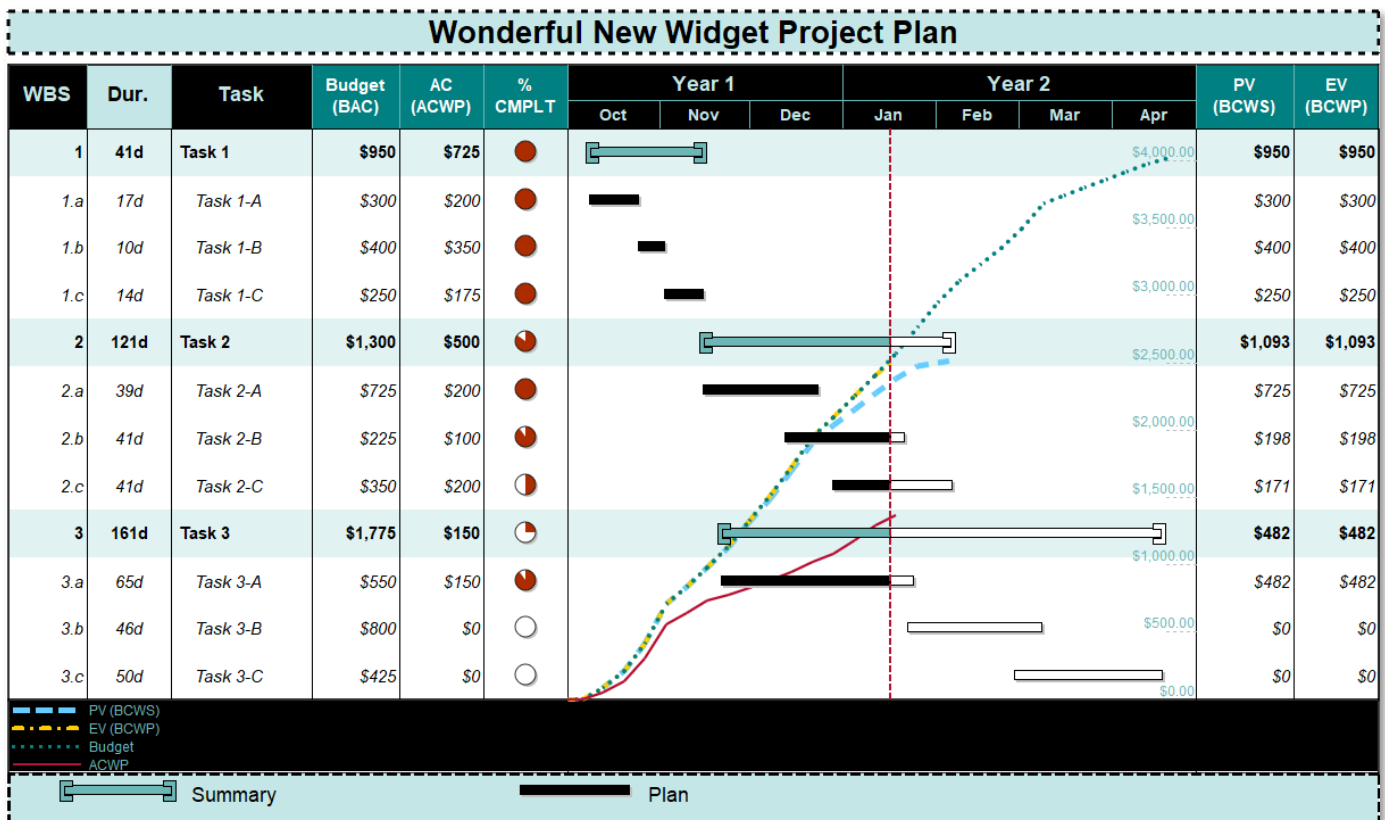 Wonderful New Widget Project Plan
WBS Dur. Task Budget (BAC) AC (ACWP) % CMPLT Year 1 Year 2 PV (BCWS) EV (BCWP)
Oct Nov Dec Jan Feb Mar Apr
1 41d Task 1 $950 $725 $4,000.00 $950 $950
1.a 17d Task 1-A $300 $200 $300 $300
$3,500.00
1.b 10d Task 1-B $400 $350 $400 $400
1.c 14d Task 1-C $250 $175 $3,000.00 $250 $250
2 121d Task 2 $1,300 $500 $1,093 $1,093
$2,500.00
2.a 39d Task 2-A $725 $200 $725 $725
$2,000.00
2.b 41d Task 2-B $225 $100 $198 $198
2.c 41d Task 2-C $350 $200 $1,500.00 $171 $171
3 161d Task 3 $1,775 $150 $482 $482
$1,000.00
3.a 65d Task 3-A $550 $150 $482 $482
3.b 46d Task 3-B $800 $0 $500.00 $0 $0
3.c 50d Task 3-C $425 $0 $0 $0
$0.00
PV (BCWS)
EV (BCWP)
Budget
ACWP
Summary Plan